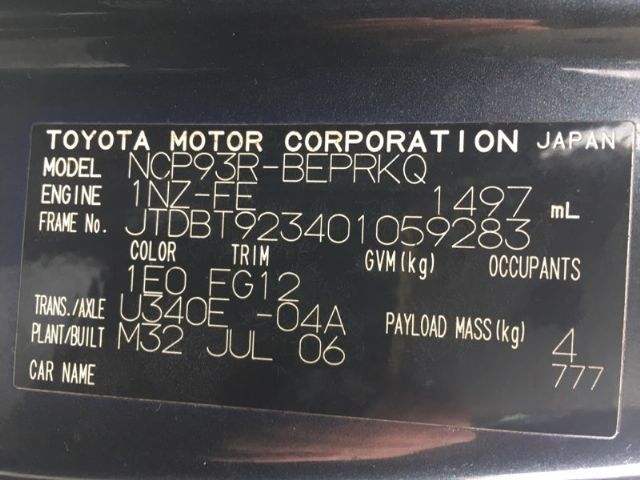 TOYOTA MOTOR CORPORATION JAPAN
MODEL NCP93R-BEPRKQ
ENGINE 1NZ-FE 1497 mL
FRAME No. JTDBT923401059283
COLOR TRIM GVM(kg) OCCUPANTS
1E0 FG12
TRANS./AXLE U340E -04A PAYLOAD MASS(kg) 4
PLANT/BUILT M32 JUL 06
CAR NAME 777